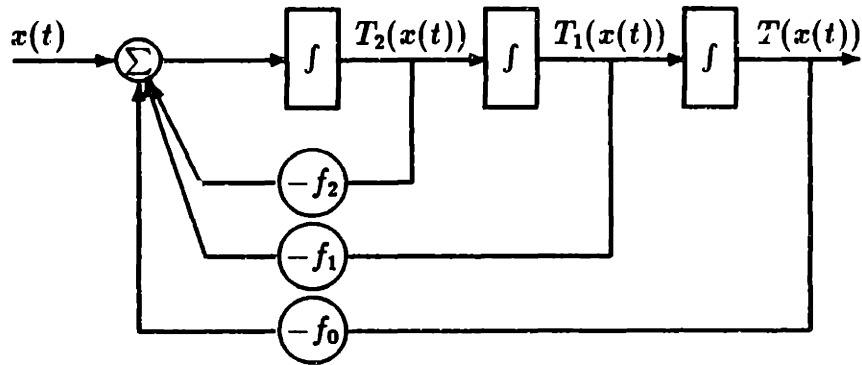 x(t) Σ ∫ T₂(x(t)) ∫ T₁(x(t)) ∫ T(x(t))
−f₂
−f₁
−f₀